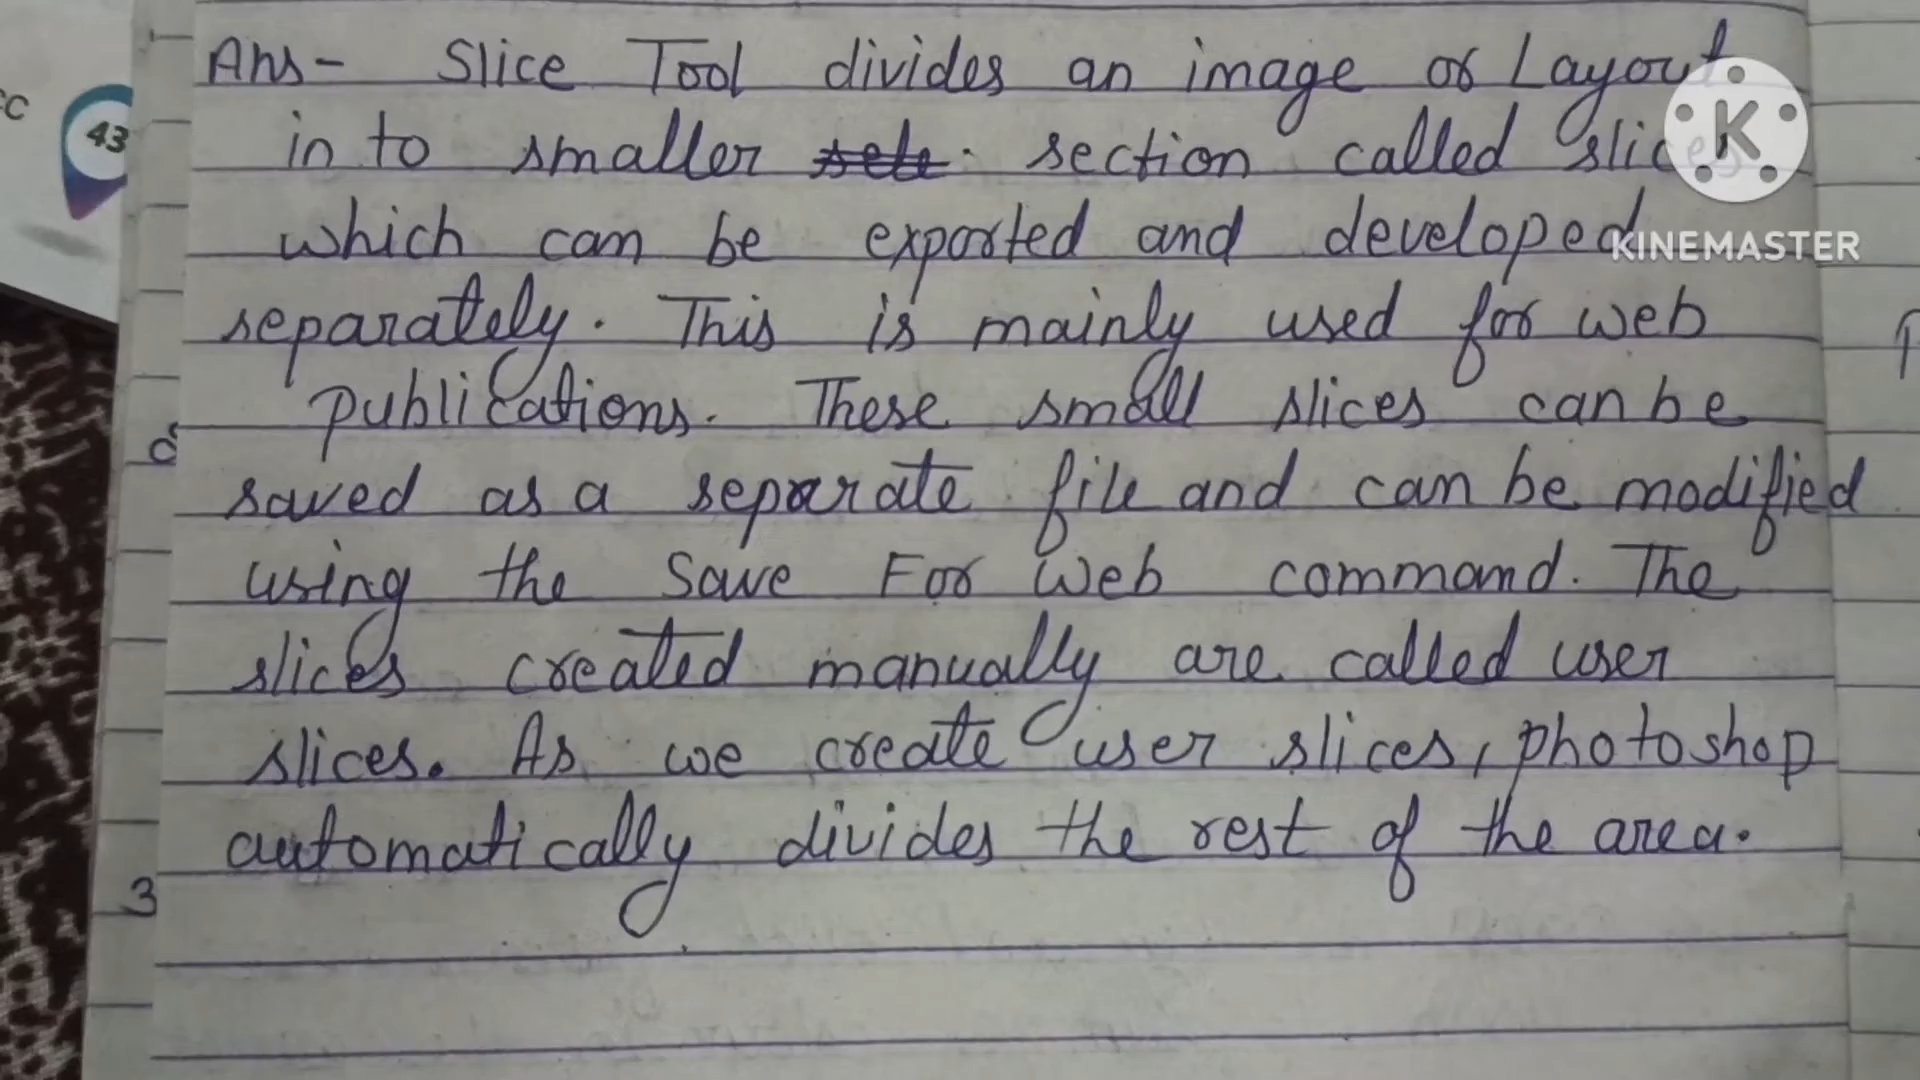 Ans- Slice Tool divides an image or Layout
in to smaller section called slices
which can be exported and developed
separately. This is mainly used for web
publications. These small slices can be
saved as a separate file and can be modified
using the Save For Web command. The
slices created manually are called user
slices. As we create user slices, photoshop
automatically divides the rest of the area.
43
3
K
KINEMASTER